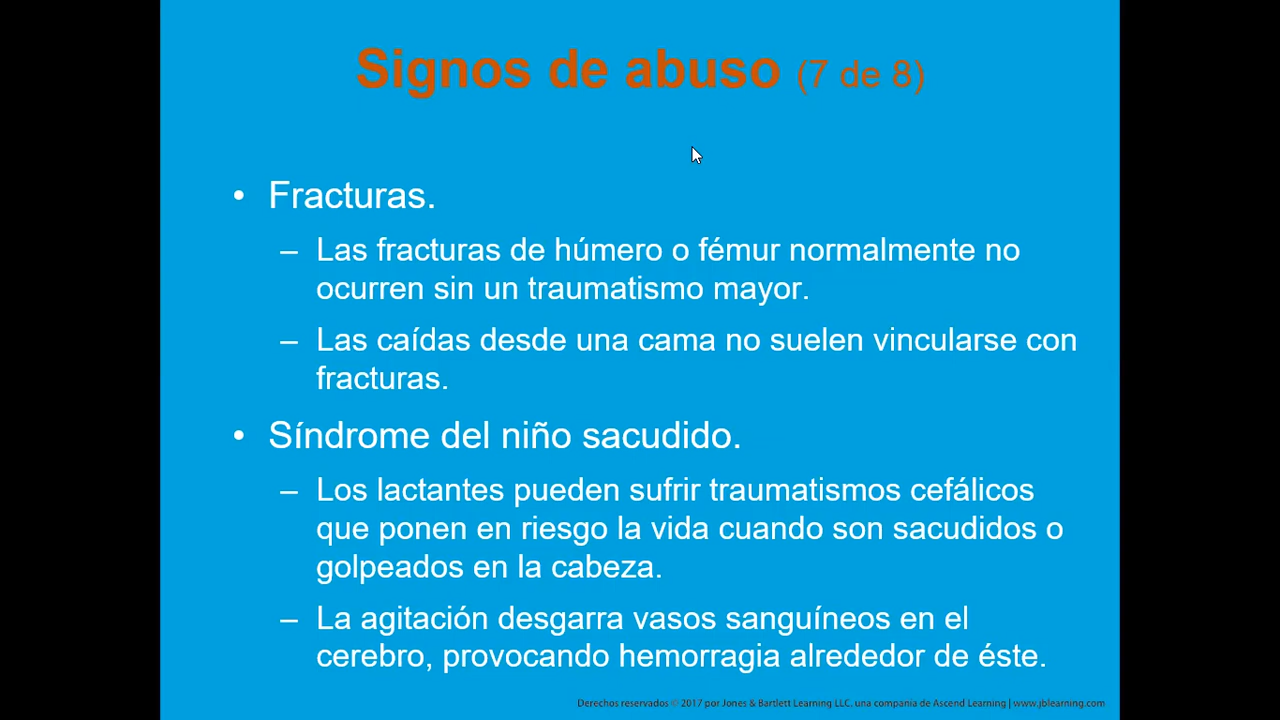 Signos de abuso (7 de 8)
• Fracturas.
– Las fracturas de húmero o fémur normalmente no
ocurren sin un traumatismo mayor.
– Las caídas desde una cama no suelen vincularse con
fracturas.
• Síndrome del niño sacudido.
– Los lactantes pueden sufrir traumatismos cefálicos
que ponen en riesgo la vida cuando son sacudidos o
golpeados en la cabeza.
– La agitación desgarra vasos sanguíneos en el
cerebro, provocando hemorragia alrededor de éste.
Derechos reservados © 2017 por Jones & Bartlett Learning LLC, una compañía de Ascend Learning | www.jblearning.com